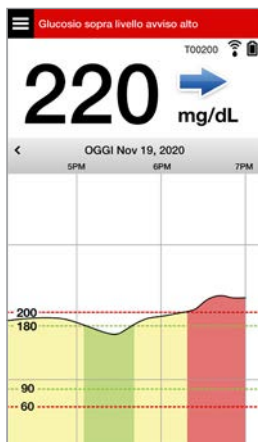 Glucosio sopra livello avviso alto
T00200
220
mg/dL
< OGGI Nov 19, 2020
5PM 6PM 7PM
200
180
90
60